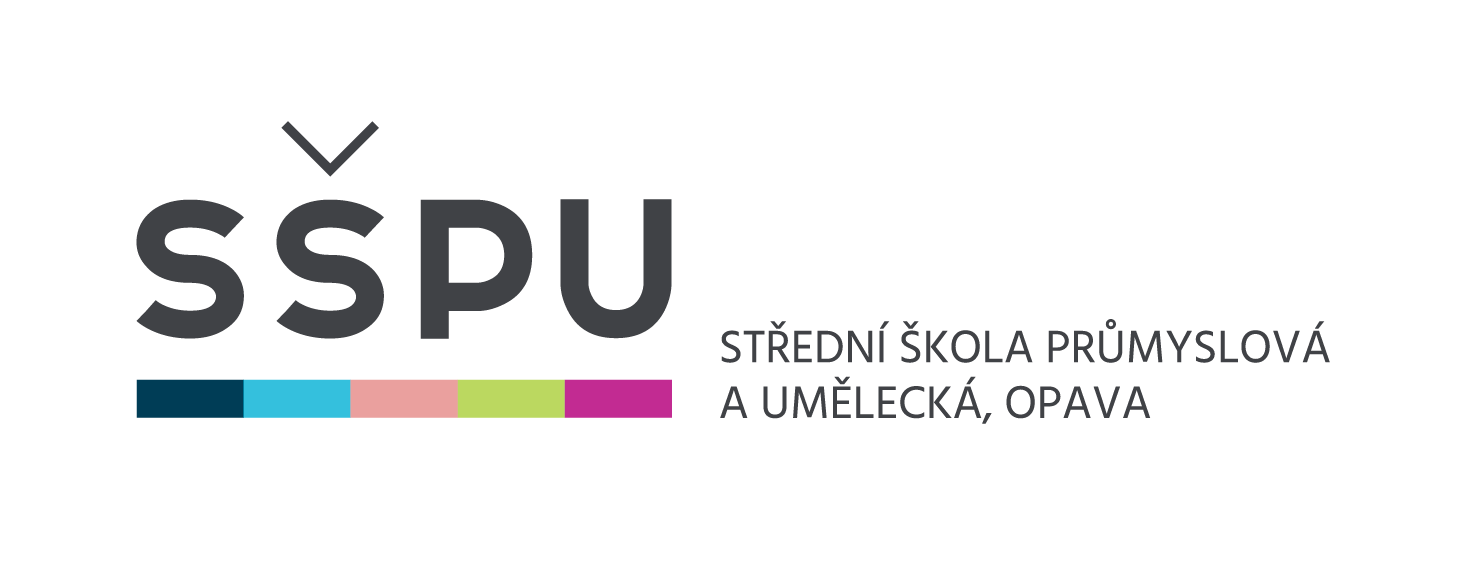 SŠPU
STŘEDNÍ ŠKOLA PRŮMYSLOVÁ
A UMĚLECKÁ, OPAVA